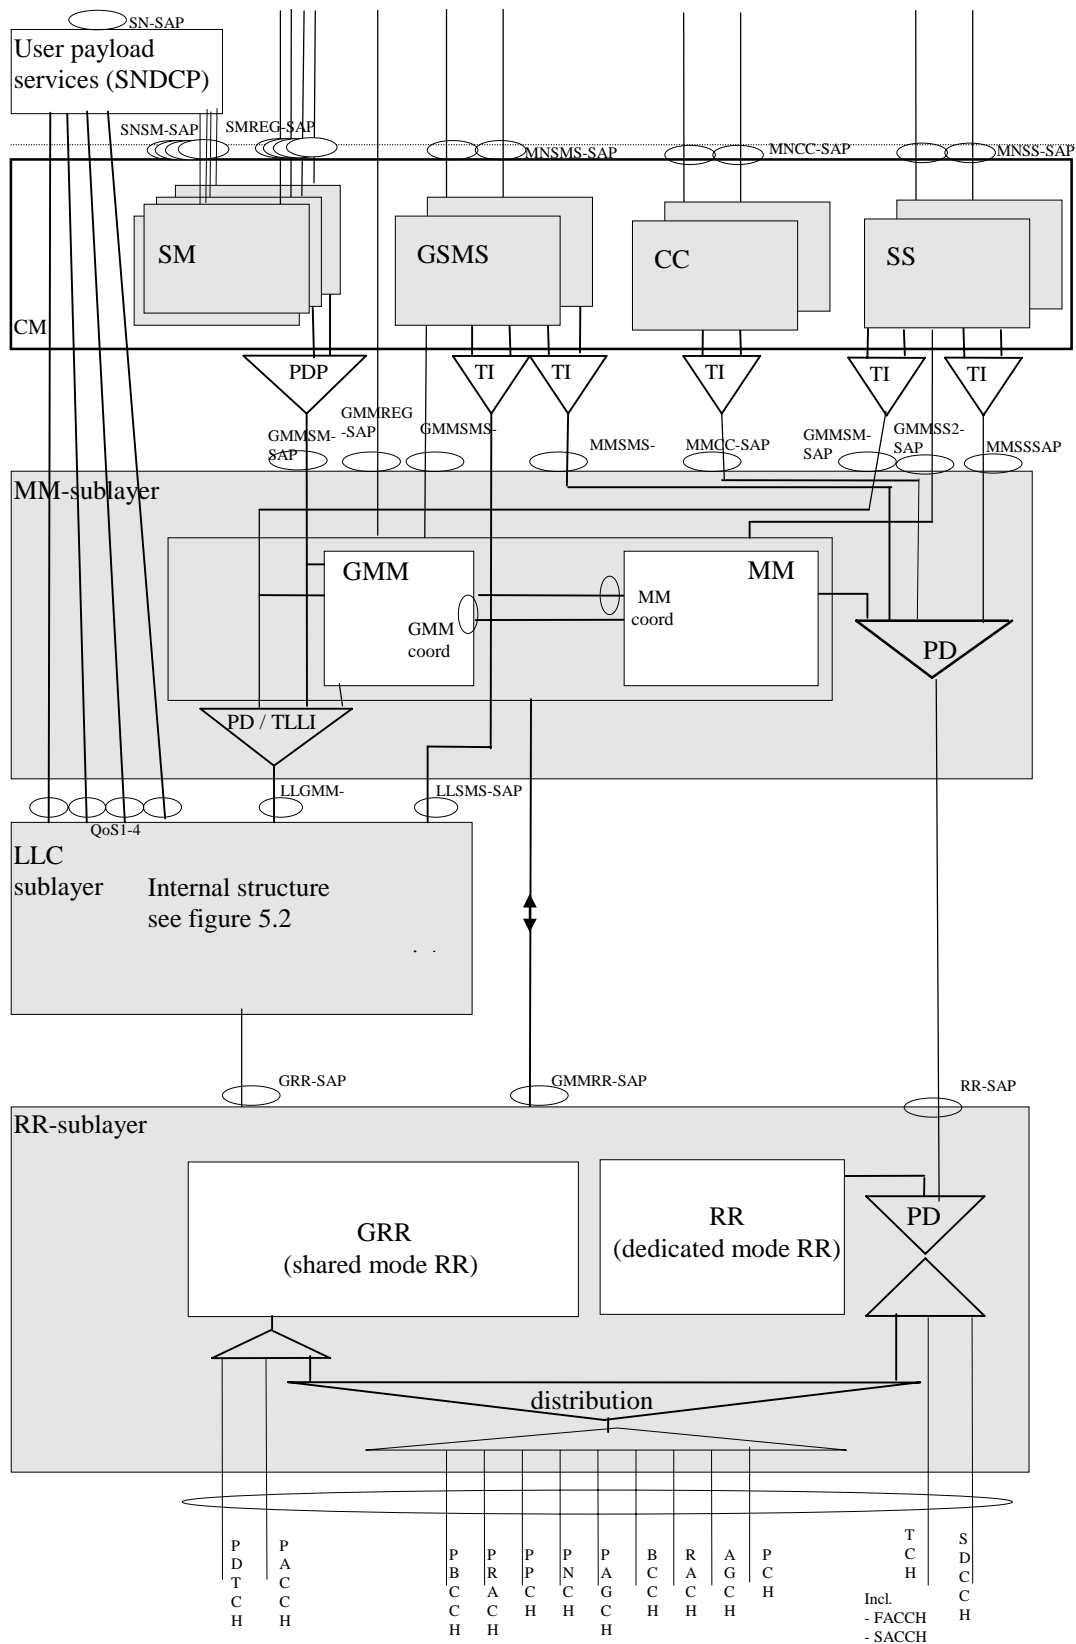 SN-SAP
User payload
services (SNDCP)
SNSM-SAP
SMREG-SAP
MNSMS-SAP
MNCC-SAP
MNSS-SAP
SM
GSMS
CC
SS
CM
PDP
TI
TI
TI
TI
TI
GMMSM-
SAP
GMMREG
-SAP
GMMSMS-
MMSMS-
MMCC-SAP
GMMSM-
SAP
GMMSS2-
SAP
MMSSSAP
MM-sublayer
GMM
MM
GMM
coord
MM
coord
PD
PD / TLLI
LLGMM-
LLSMS-SAP
QoS1-4
LLC
sublayer
Internal structure
see figure 5.2
GRR-SAP
GMMRR-SAP
RR-SAP
RR-sublayer
GRR
(shared mode RR)
RR
(dedicated mode RR)
PD
distribution
PDTCH
PACCH
PBCCH
PRACH
PPCH
PNCH
PAGCH
BCCH
RACH
AGCH
PCH
TCH
Incl.
- FACCH
- SACCH
SDCCH